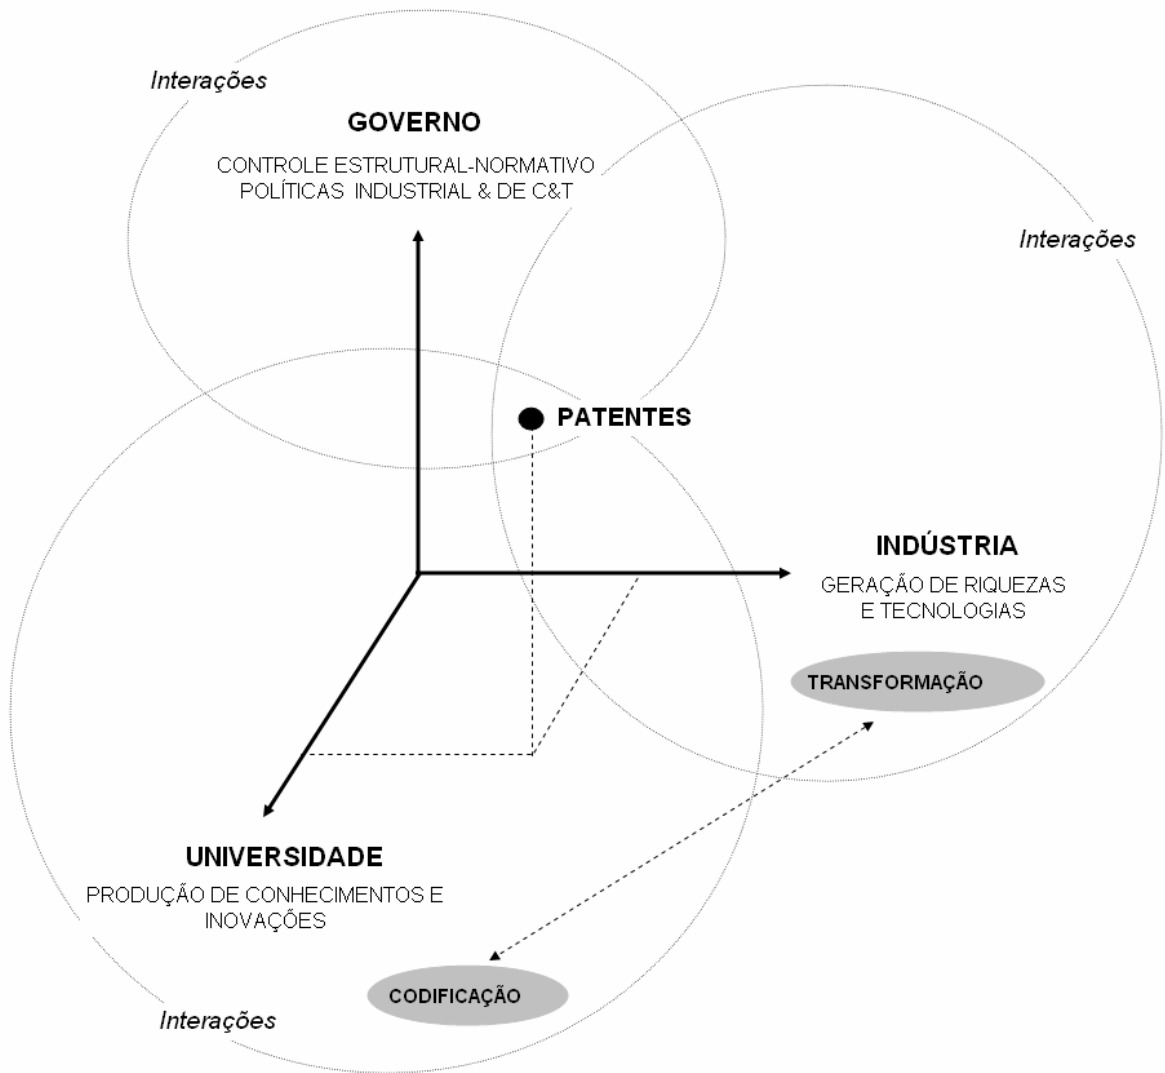 Interações
GOVERNO
CONTROLE ESTRUTURAL-NORMATIVO
POLÍTICAS INDUSTRIAL & DE C&T
Interações
PATENTES
INDÚSTRIA
GERAÇÃO DE RIQUEZAS
E TECNOLOGIAS
TRANSFORMAÇÃO
UNIVERSIDADE
PRODUÇÃO DE CONHECIMENTOS E
INOVAÇÕES
CODIFICAÇÃO
Interações